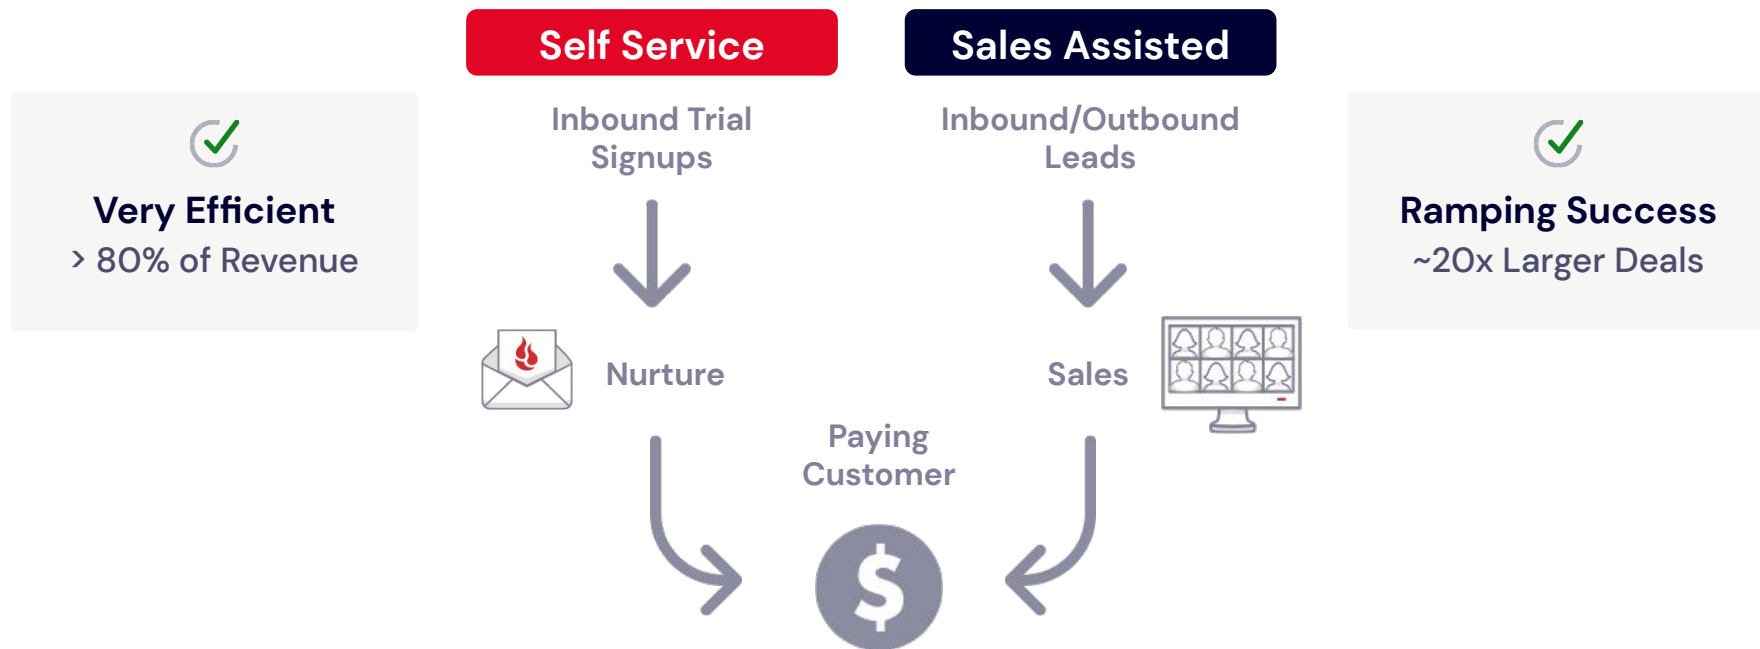 Self Service
Sales Assisted
Very Efficient
> 80% of Revenue
Inbound Trial
Signups
Inbound/Outbound
Leads
Ramping Success
~20x Larger Deals
Nurture
Sales
Paying
Customer
$